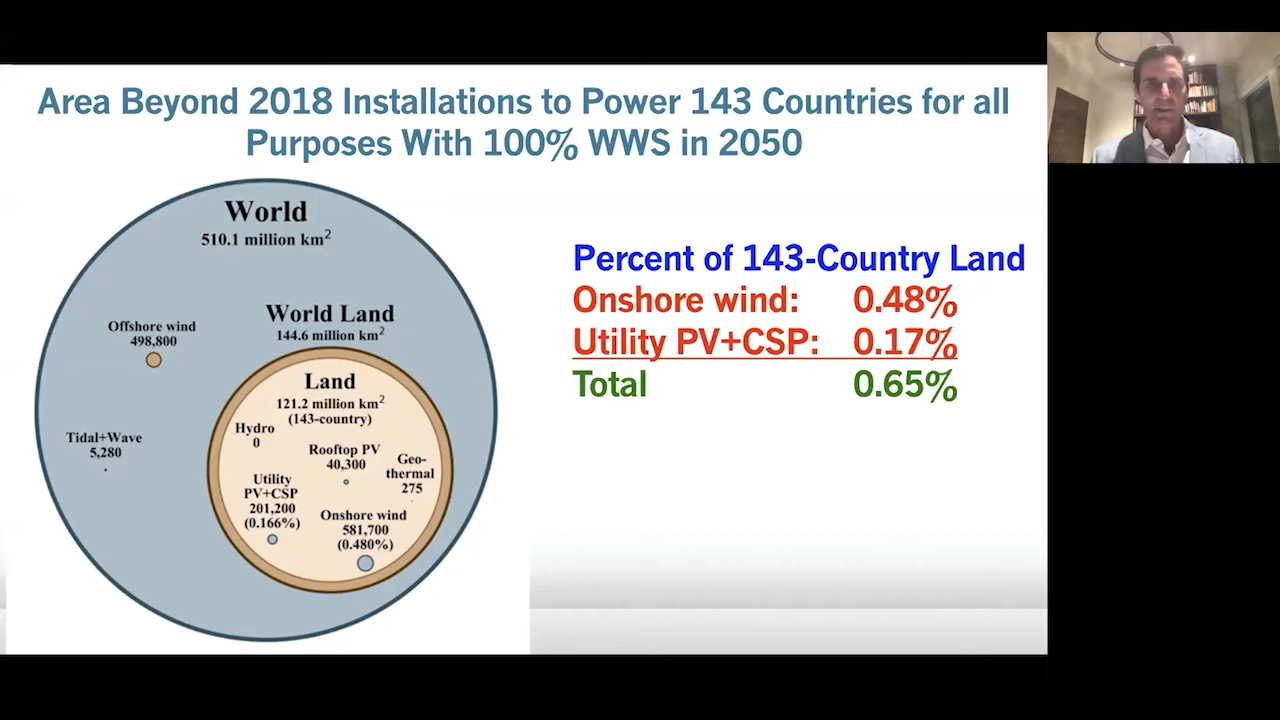 Area Beyond 2018 Installations to Power 143 Countries for all
Purposes With 100% WWS in 2050
World
510.1 million km²
World Land
144.6 million km²
Offshore wind
498,800
Tidal+Wave
5,280
Land
121.2 million km²
(143-country)
Hydro
0
Rooftop PV
40,300
Geo-
thermal
275
Utility
PV+CSP
201,200
(0.166%)
Onshore wind
581,700
(0.480%)
Percent of 143-Country Land
Onshore wind: 0.48%
Utility PV+CSP: 0.17%
Total 0.65%